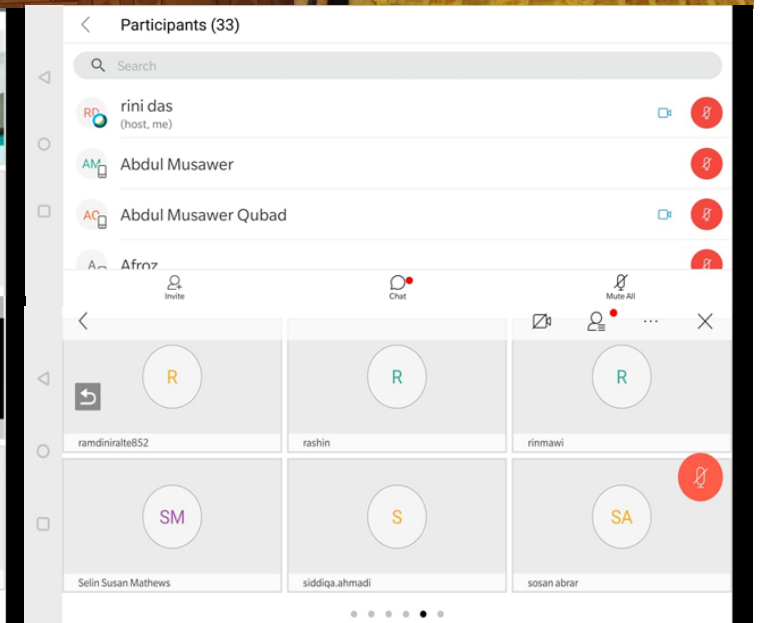 Participants (33)
Search
RD
rini das
(host, me)
AM
Abdul Musawer
AQ
Abdul Musawer Qubad
A
Afroz
Invite
Chat
Mute All
R
R
R
ramdiniralte852
rashin
rinmawi
SM
S
SA
Selin Susan Mathews
siddiqa.ahmadi
sosan abrar